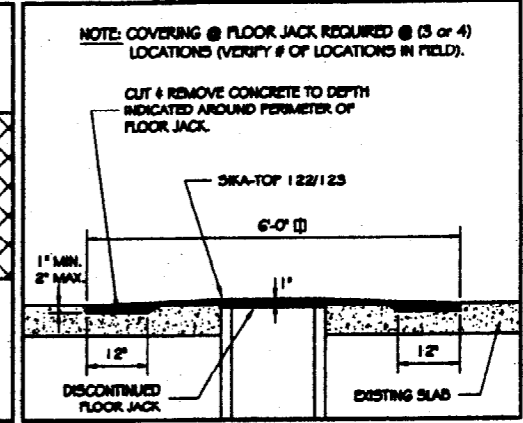 NOTE: COVERING @ FLOOR JACK REQUIRED @ (3 or 4)
LOCATIONS (VERIFY # OF LOCATIONS IN FIELD).
CUT & REMOVE CONCRETE TO DEPTH
INDICATED AROUND PERIMETER OF
FLOOR JACK.
SIKA-TOP 122/123
6'-0"
1" MIN.
2" MAX.
1"
12"
12"
DISCONTINUED
FLOOR JACK
EXISTING SLAB